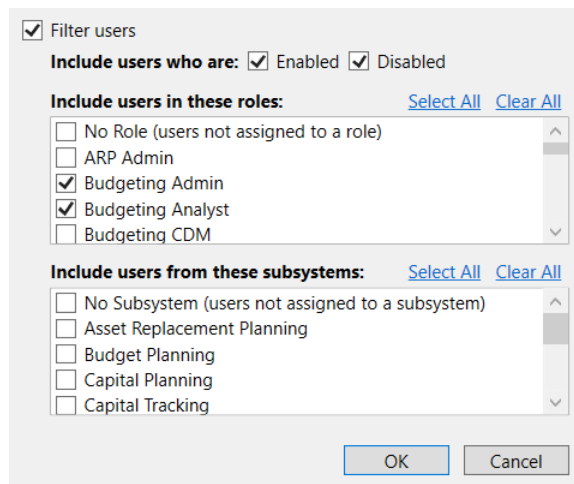 Filter users
Include users who are: Enabled Disabled
Include users in these roles: Select All Clear All
No Role (users not assigned to a role)
ARP Admin
Budgeting Admin
Budgeting Analyst
Budgeting CDM
Include users from these subsystems: Select All Clear All
No Subsystem (users not assigned to a subsystem)
Asset Replacement Planning
Budget Planning
Capital Planning
Capital Tracking
OK Cancel